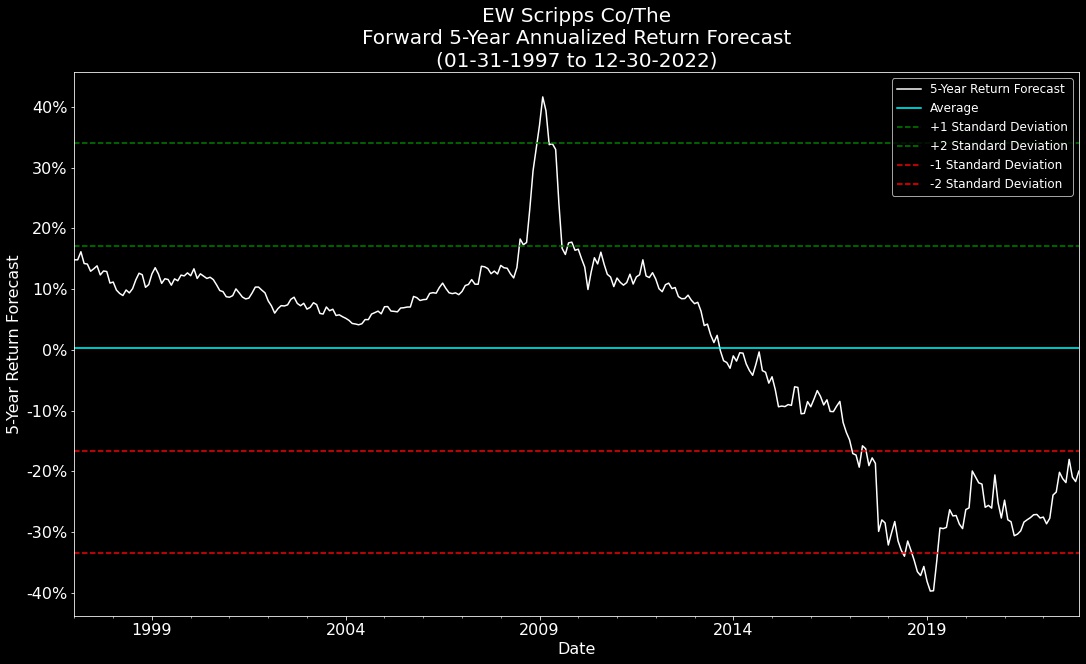 EW Scripps Co/The
Forward 5-Year Annualized Return Forecast
(01-31-1997 to 12-30-2022)
5-Year Return Forecast
Average
+1 Standard Deviation
+2 Standard Deviation
-1 Standard Deviation
-2 Standard Deviation
40%
30%
20%
10%
0%
-10%
-20%
-30%
-40%
5-Year Return Forecast
1999
2004
2009
2014
2019
Date